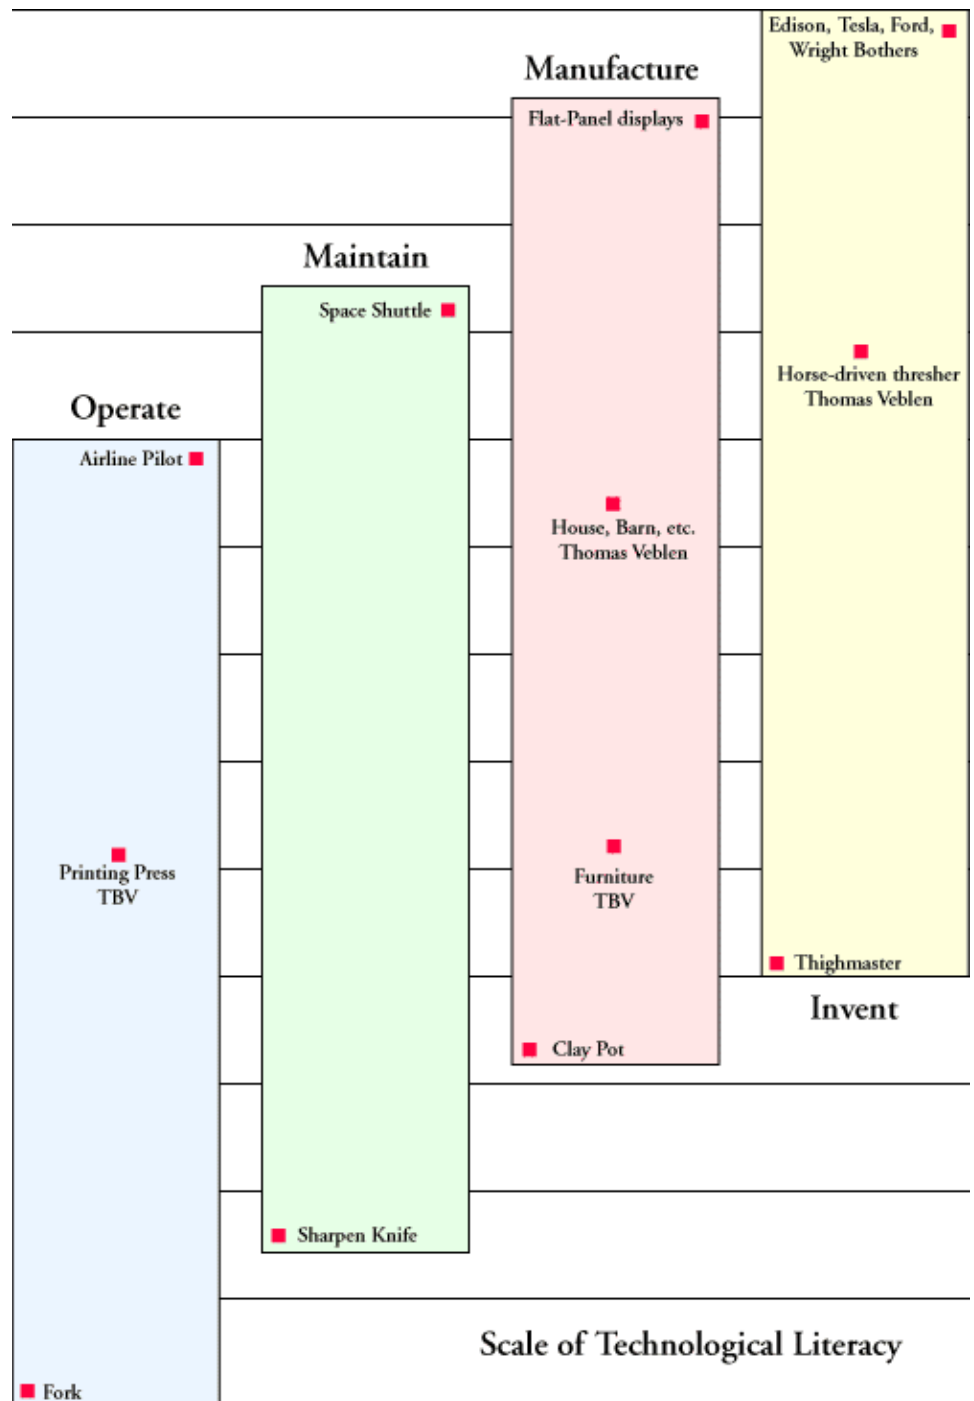 Operate
Airline Pilot
Printing Press
TBV
Fork
Maintain
Space Shuttle
Sharpen Knife
Manufacture
Flat-Panel displays
House, Barn, etc.
Thomas Veblen
Furniture
TBV
Clay Pot
Edison, Tesla, Ford,
Wright Bothers
Horse-driven thresher
Thomas Veblen
Thighmaster
Invent
Scale of Technological Literacy